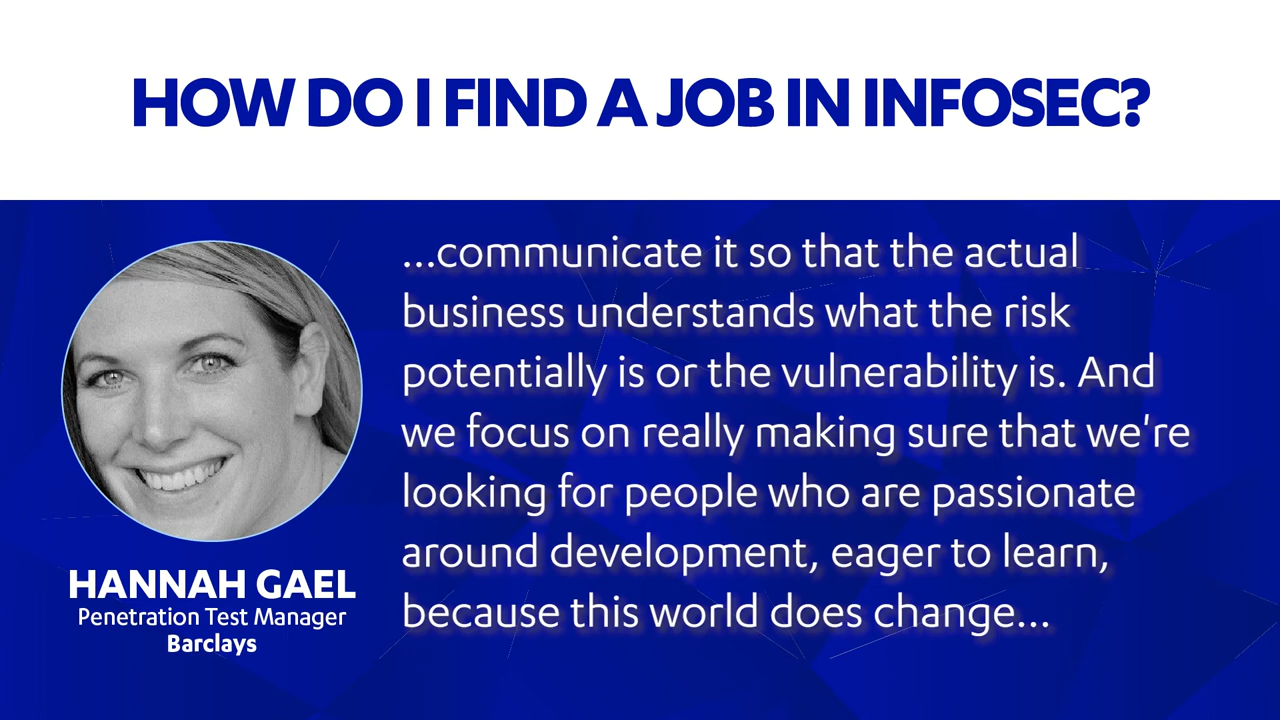 HOW DO I FIND A JOB IN INFOSEC?
...communicate it so that the actual
business understands what the risk
potentially is or the vulnerability is. And
we focus on really making sure that we're
looking for people who are passionate
around development, eager to learn,
because this world does change...
HANNAH GAEL
Penetration Test Manager
Barclays